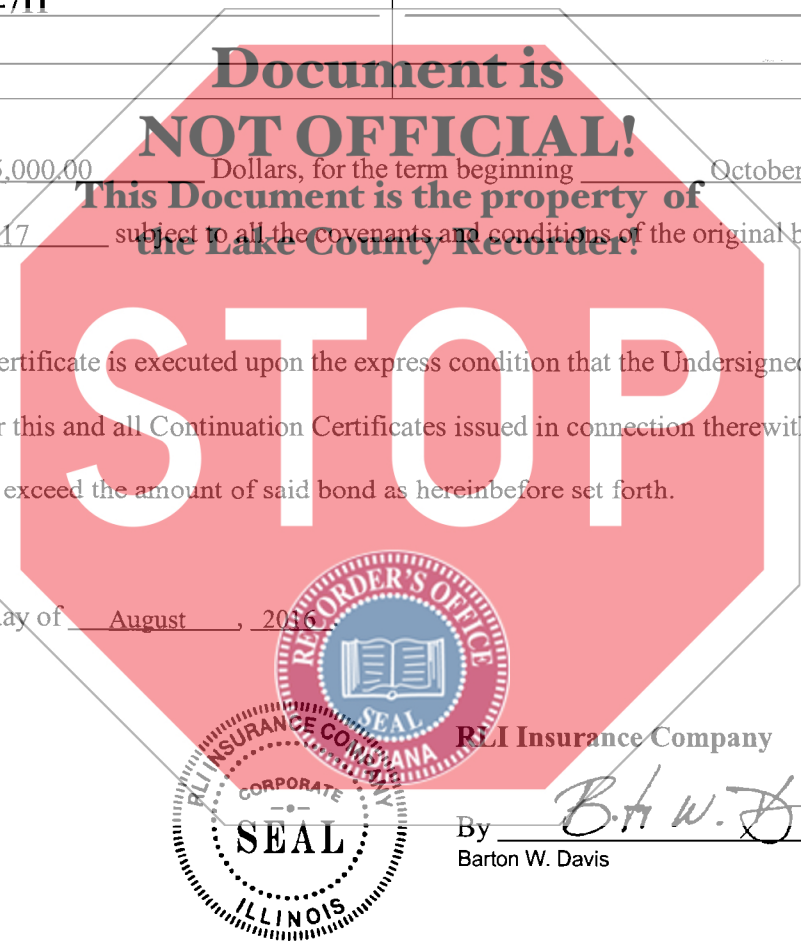 Document is
NOT OFFICIAL!
5,000.00 Dollars, for the term beginning October
This Document is the property of
17 subject to all the covenants and conditions of the original
the Lake County Recorder!
STOP
certificate is executed upon the express condition that the Undersigned
this and all Continuation Certificates issued in connection
exceed the amount of said bond as hereinbefore set forth.
day of August , 2016
RECORDER'S OFFICE
SEAL
INDIANA
RLI INSURANCE COMPANY
CORPORATE
SEAL
ILLINOIS
RLI Insurance Company
By
Barton W. Davis